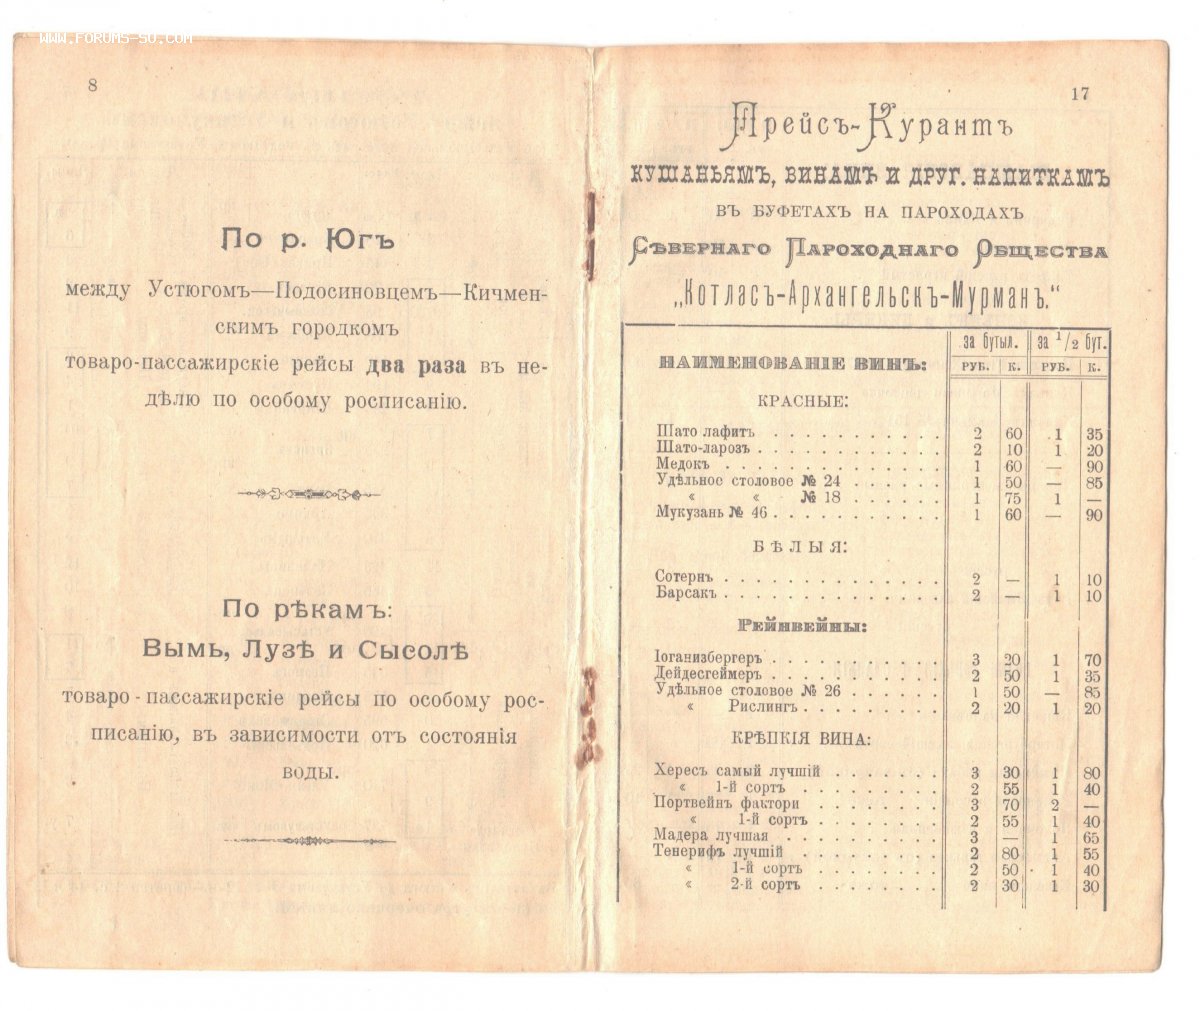 WWW.FORUMS-SU.COM
8
По р. Югъ
между Устюгомъ—Подосиновцемъ—Кичмен-
скимъ городкомъ
товаро-пассажирскіе рейсы два раза въ не-
дѣлю по особому росписанію.
По рѣкамъ:
Вымь, Лузѣ и Сысолѣ
товаро-пассажирскіе рейсы по особому рос-
писанію, въ зависимости отъ состоянія
воды.
17
Прейсъ-Курантъ
кушаньямъ, винамъ и друг. напиткамъ
въ буфетахъ на пароходахъ
Сѣвернаго Пароходнаго Общества
„Котласъ-Архангельскъ-Мурманъ."
Наименованіе винъ: за бутыл. за 1/2 бут.
руб. к. руб. к.
Красные:
Шато лафитъ . . . . . . . . . . . 2 60 1 35
Шато-ларозъ . . . . . . . . . . . 2 10 1 20
Медокъ . . . . . . . . . . . . . 1 60 — 90
Удѣльное столовое № 24 . . . . . . 1 50 — 85
« « № 18 . . . . . . 1 75 1 —
Мукузань № 46 . . . . . . . . . . 1 60 — 90
Бѣлыя:
Сотернъ . . . . . . . . . . . . . 2 — 1 10
Барсакъ . . . . . . . . . . . . . 2 — 1 10
Рейнвейны:
Іоганизбергеръ . . . . . . . . . . 3 20 1 70
Дейдесгеймеръ . . . . . . . . . . 2 50 1 35
Удѣльное столовое № 26 . . . . . . 1 50 — 85
« Рислингъ . . . . . . . . 2 20 1 20
Крѣпкія вина:
Хересъ самый лучшій . . . . . . . 3 30 1 80
« 1-й сортъ . . . . . . . . 2 55 1 40
Портвейнъ фактори . . . . . . . 3 70 2 —
« 1-й сортъ . . . . . . . 2 55 1 40
Мадера лучшая . . . . . . . . . 3 — 1 65
Тенерифъ лучшій . . . . . . . . 2 80 1 55
« 1-й сортъ . . . . . . . 2 50 1 40
« 2-й сортъ . . . . . . . 2 30 1 30